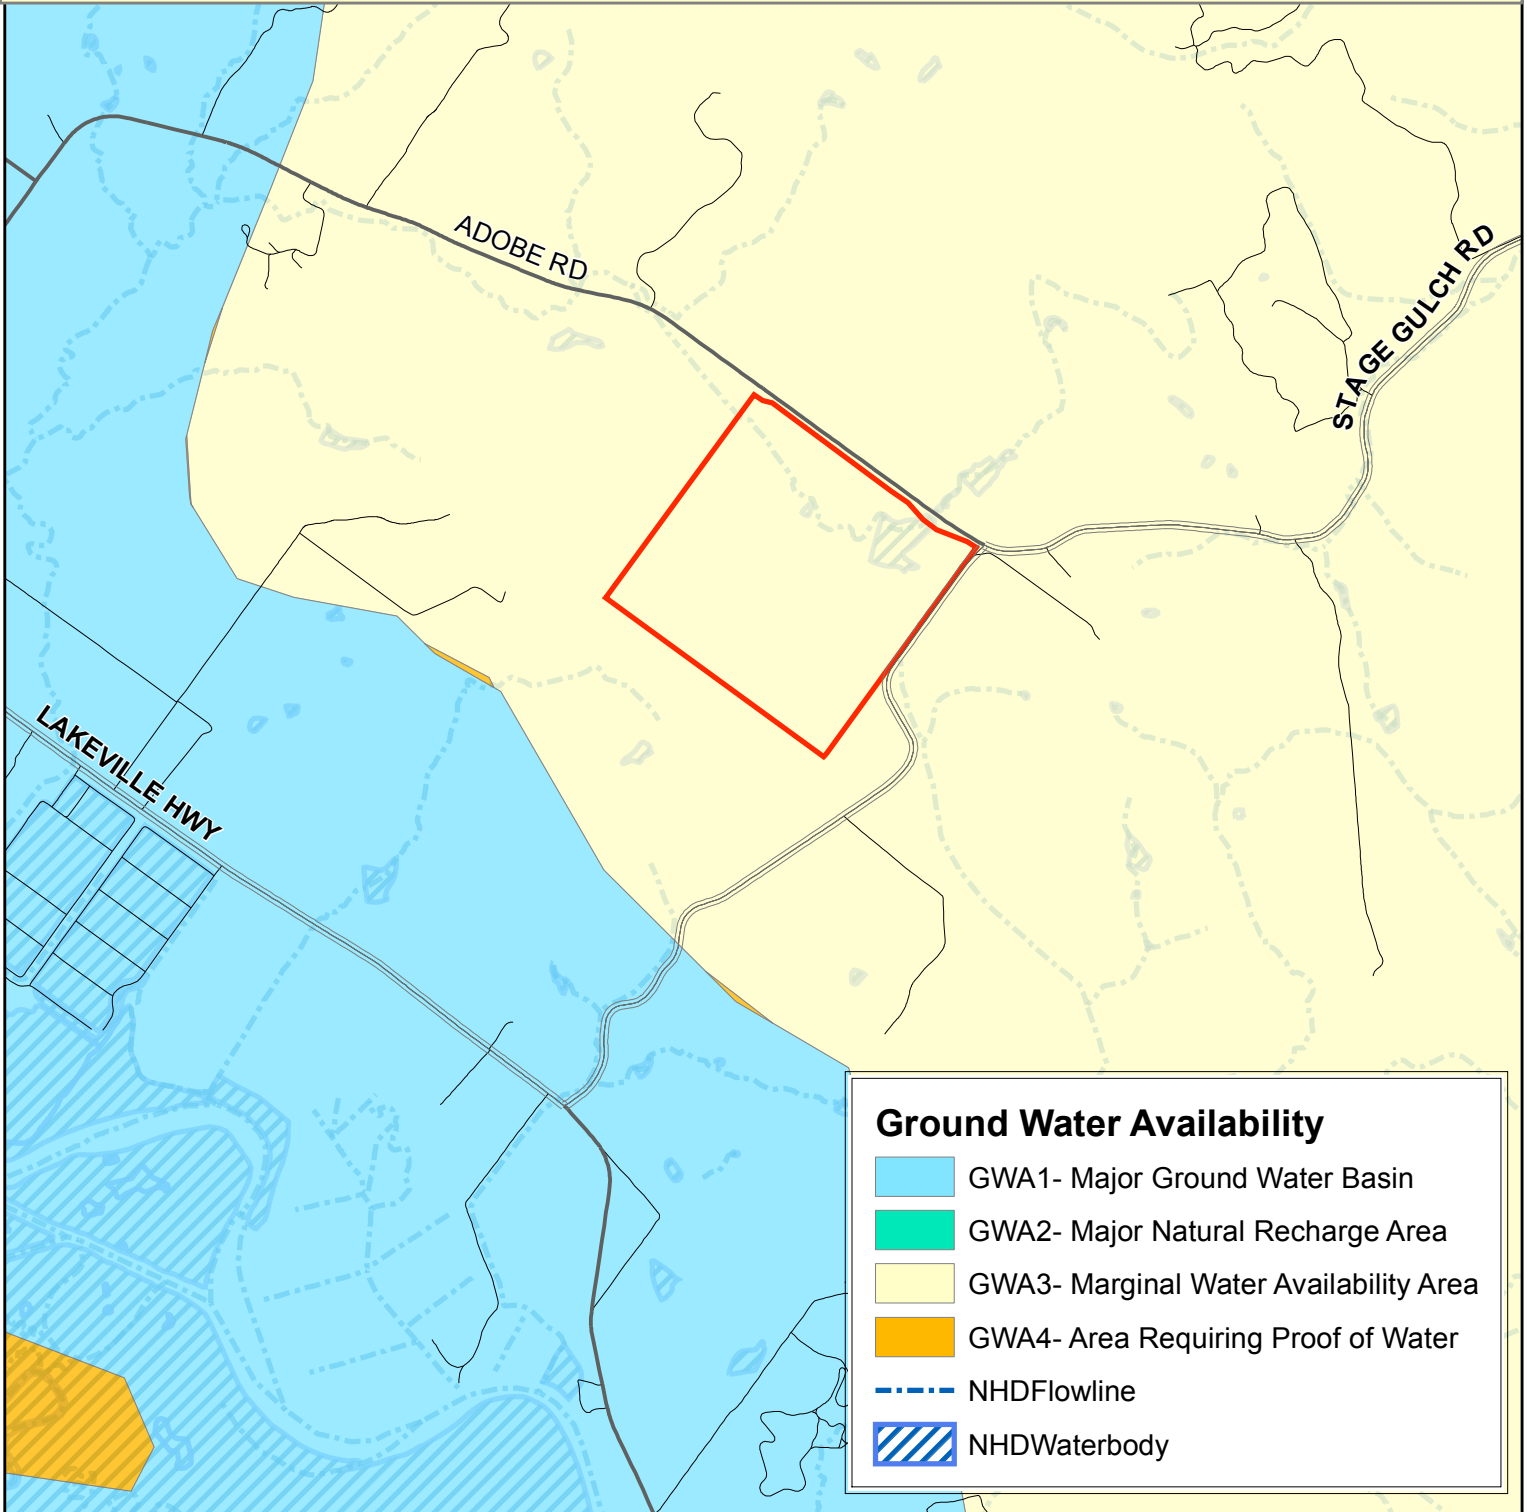 ADOBE RD
STAGE GULCH RD
LAKEVILLE HWY
Ground Water Availability
GWA1- Major Ground Water Basin
GWA2- Major Natural Recharge Area
GWA3- Marginal Water Availability Area
GWA4- Area Requiring Proof of Water
NHDFlowline
NHDWaterbody